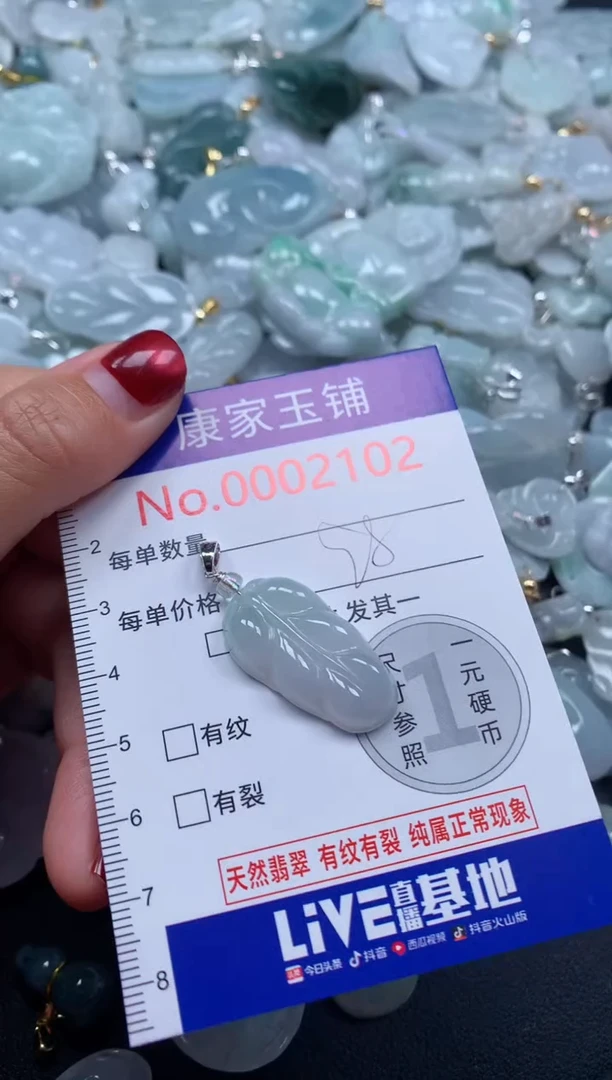 康家玉铺
No.0002102
2 每单数量
3 每单价格 发其一
4
尺寸参照 1 一元硬币
5 有纹
6 有裂
天然翡翠 有纹有裂 纯属正常现象
7
LiVE直播基地
8 今日头条 抖音 西瓜视频 抖音火山版